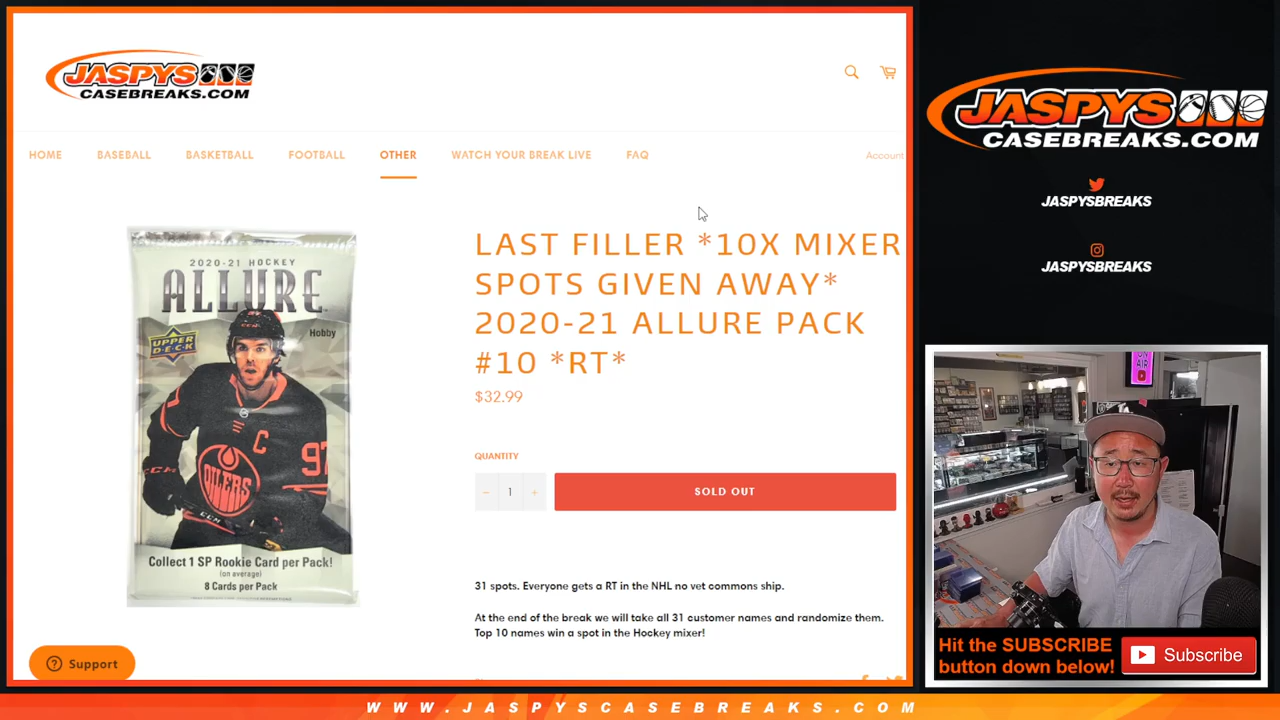 JASPYS
CASEBREAKS.COM
HOME
BASEBALL
BASKETBALL
FOOTBALL
OTHER
WATCH YOUR BREAK LIVE
FAQ
Account
2020-21 HOCKEY
ALLURE
UPPER DECK
Hobby
C
97
OILERS
Collect 1 SP Rookie Card per Pack!
(on average)
8 Cards per Pack
LAST FILLER *10X MIXER
SPOTS GIVEN AWAY*
2020-21 ALLURE PACK
#10 *RT*
$32.99
QUANTITY
− 1 +
SOLD OUT
31 spots. Everyone gets a RT in the NHL no vet commons ship.
At the end of the break we will take all 31 customer names and randomize them.
Top 10 names win a spot in the Hockey mixer!
Support
JASPYS
CASEBREAKS.COM
JASPYSBREAKS
JASPYSBREAKS
ON
AIR
Hit the SUBSCRIBE
button down below!
Subscribe
WWW.JASPYSCASEBREAKS.COM